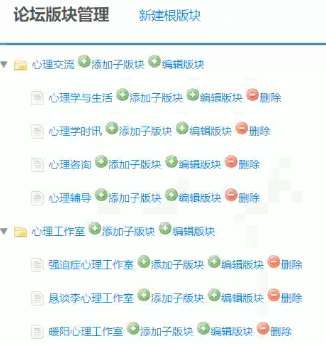 论坛版块管理 新建根版块
心理交流 添加子版块 编辑版块
心理学与生活 添加子版块 编辑版块 删除
心理学时讯 添加子版块 编辑版块 删除
心理咨询 添加子版块 编辑版块 删除
心理辅导 添加子版块 编辑版块 删除
心理工作室 添加子版块 编辑版块
强迫症心理工作室 添加子版块 编辑版块 删除
恳谈李心理工作室 添加子版块 编辑版块 删除
暖阳心理工作室 添加子版块 编辑版块 删除